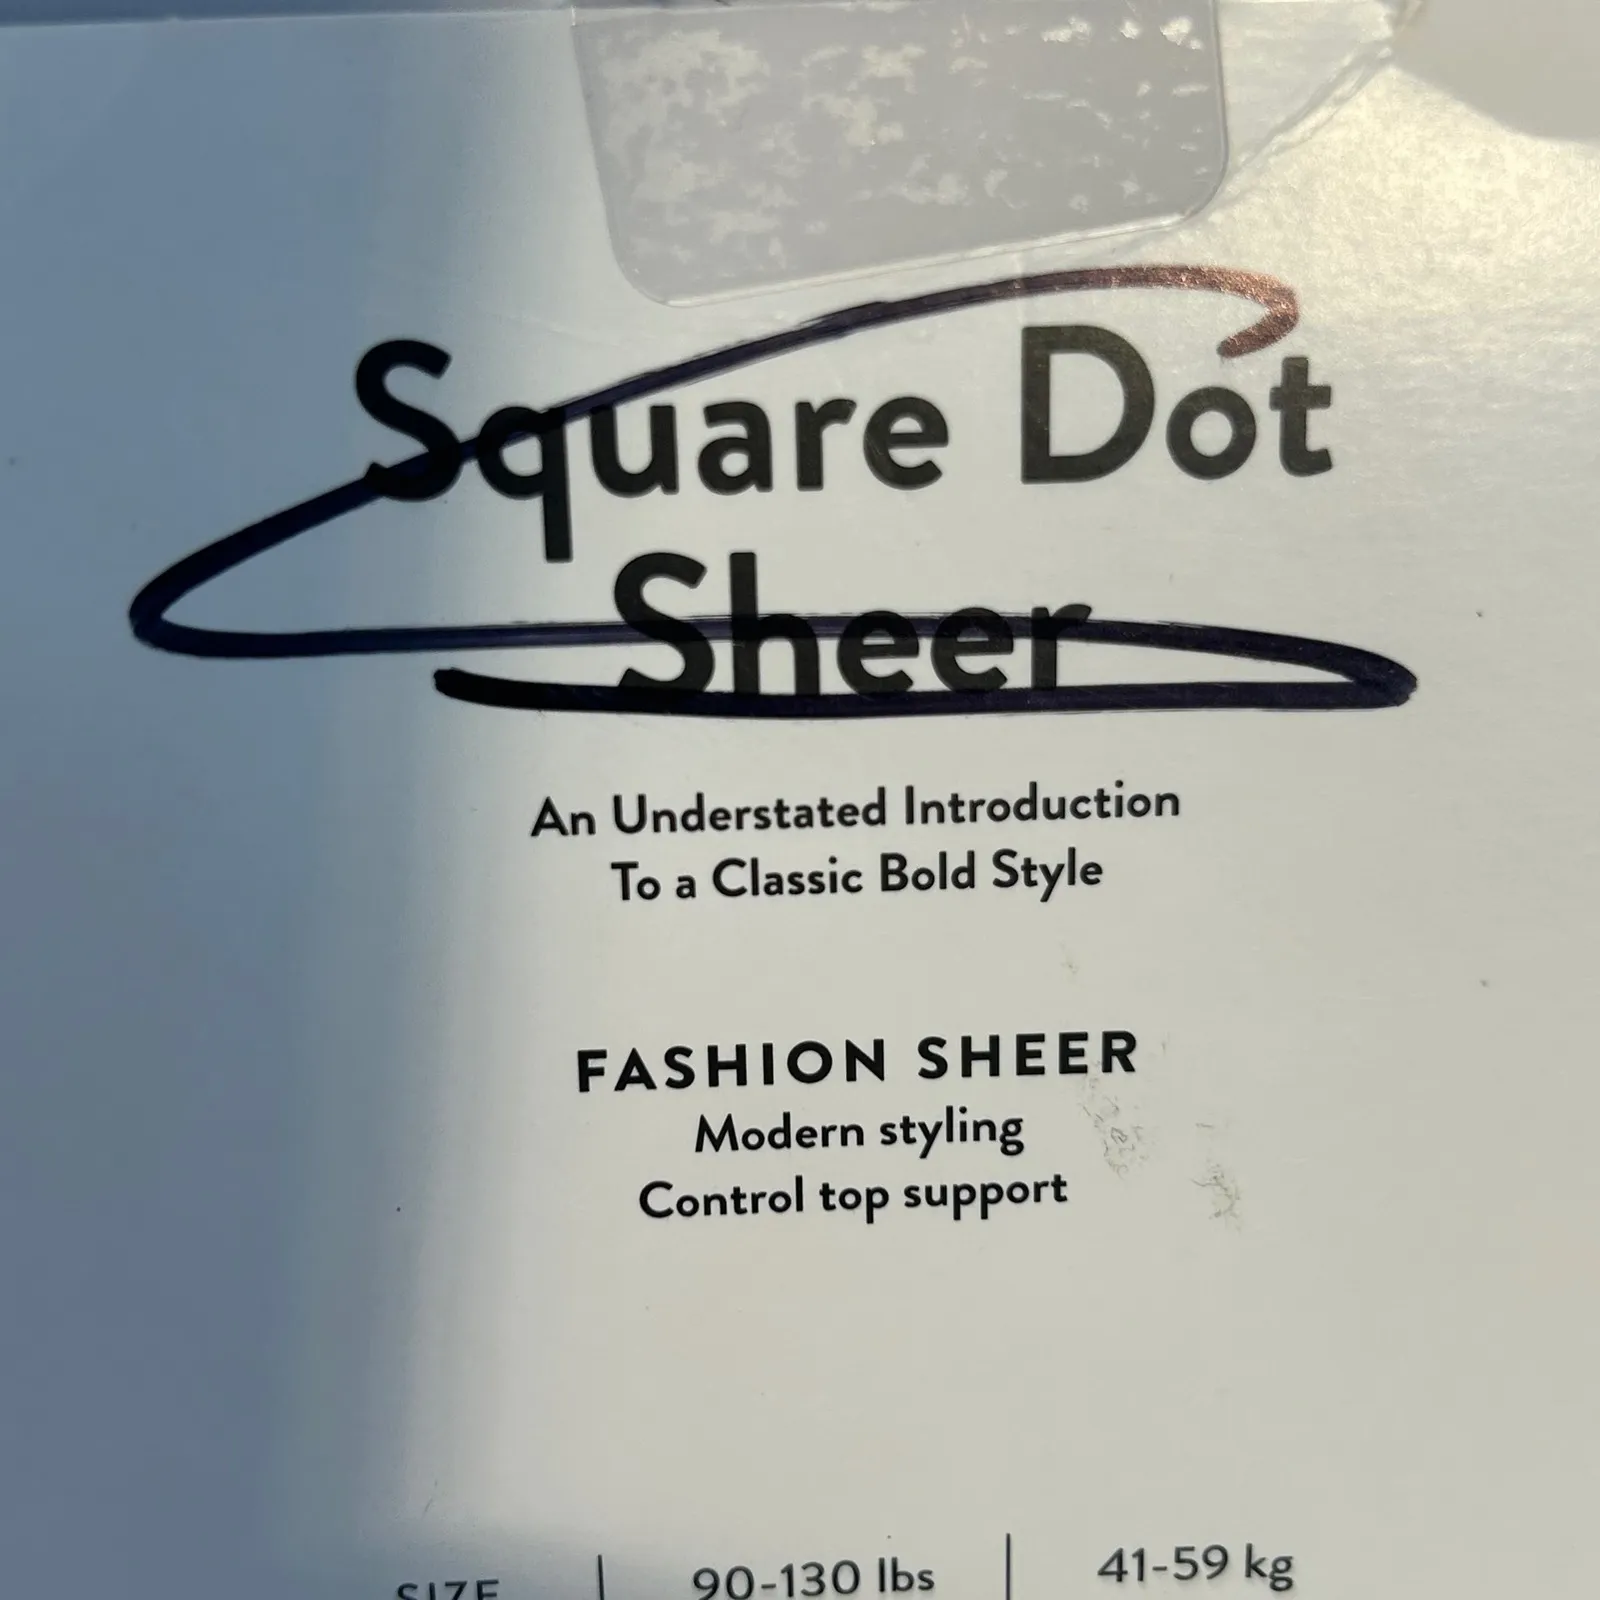 Square Dot
Sheer
An Understated Introduction
To a Classic Bold Style
FASHION SHEER
Modern styling
Control top support
SIZE | 90-130 lbs | 41-59 kg